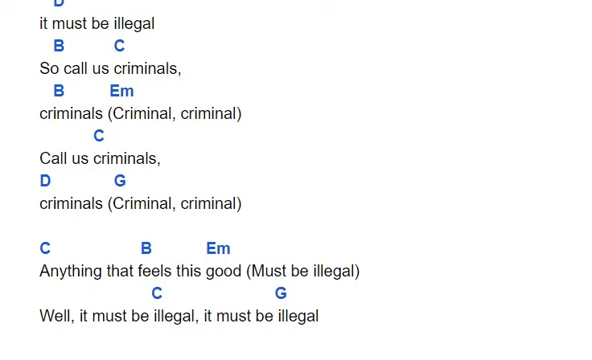 D
it must be illegal
B C
So call us criminals,
B Em
criminals (Criminal, criminal)
C
Call us criminals,
D G
criminals (Criminal, criminal)
C B Em
Anything that feels this good (Must be illegal)
C G
Well, it must be illegal, it must be illegal